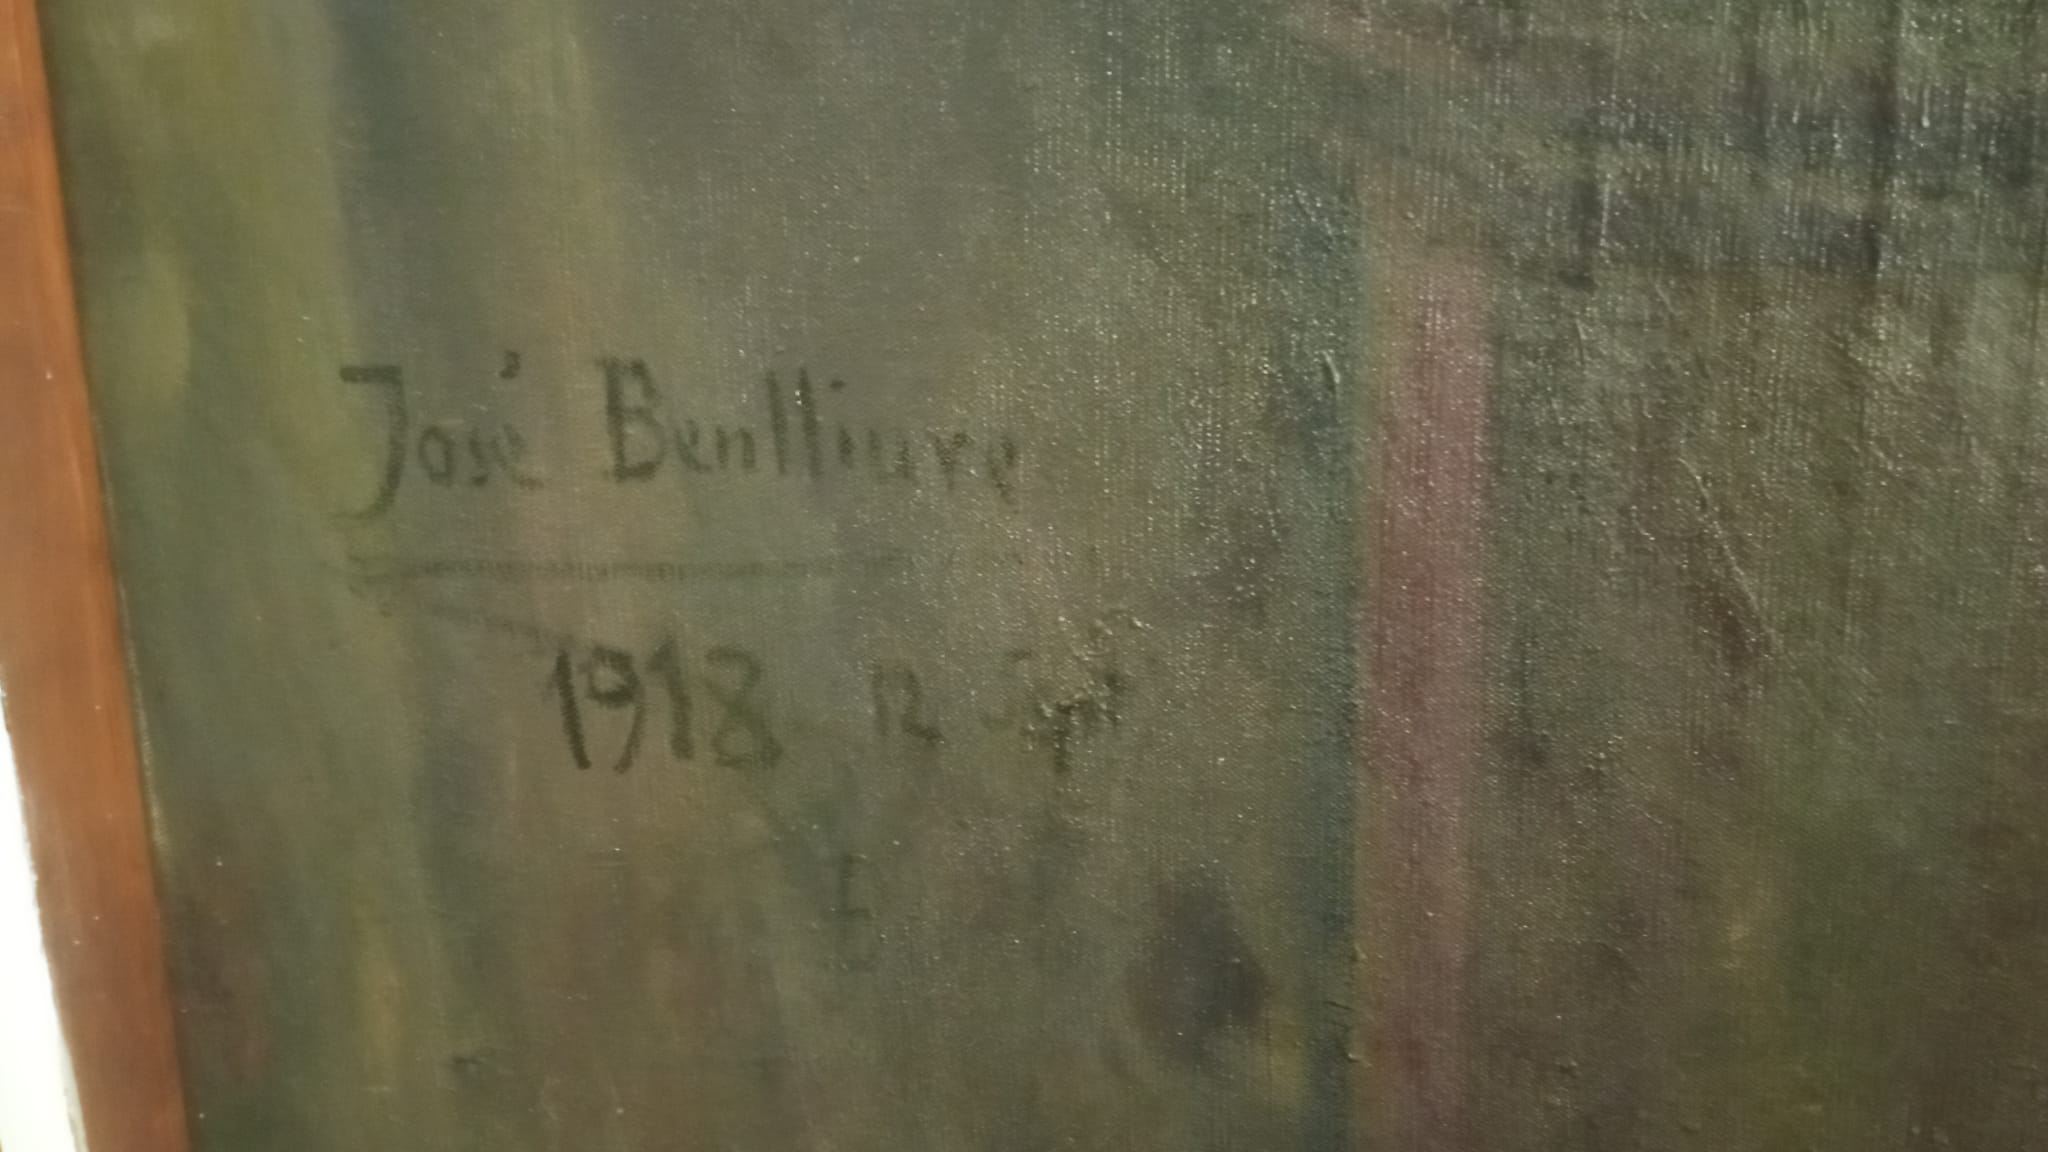 José Benlliure
1918 12 Sept